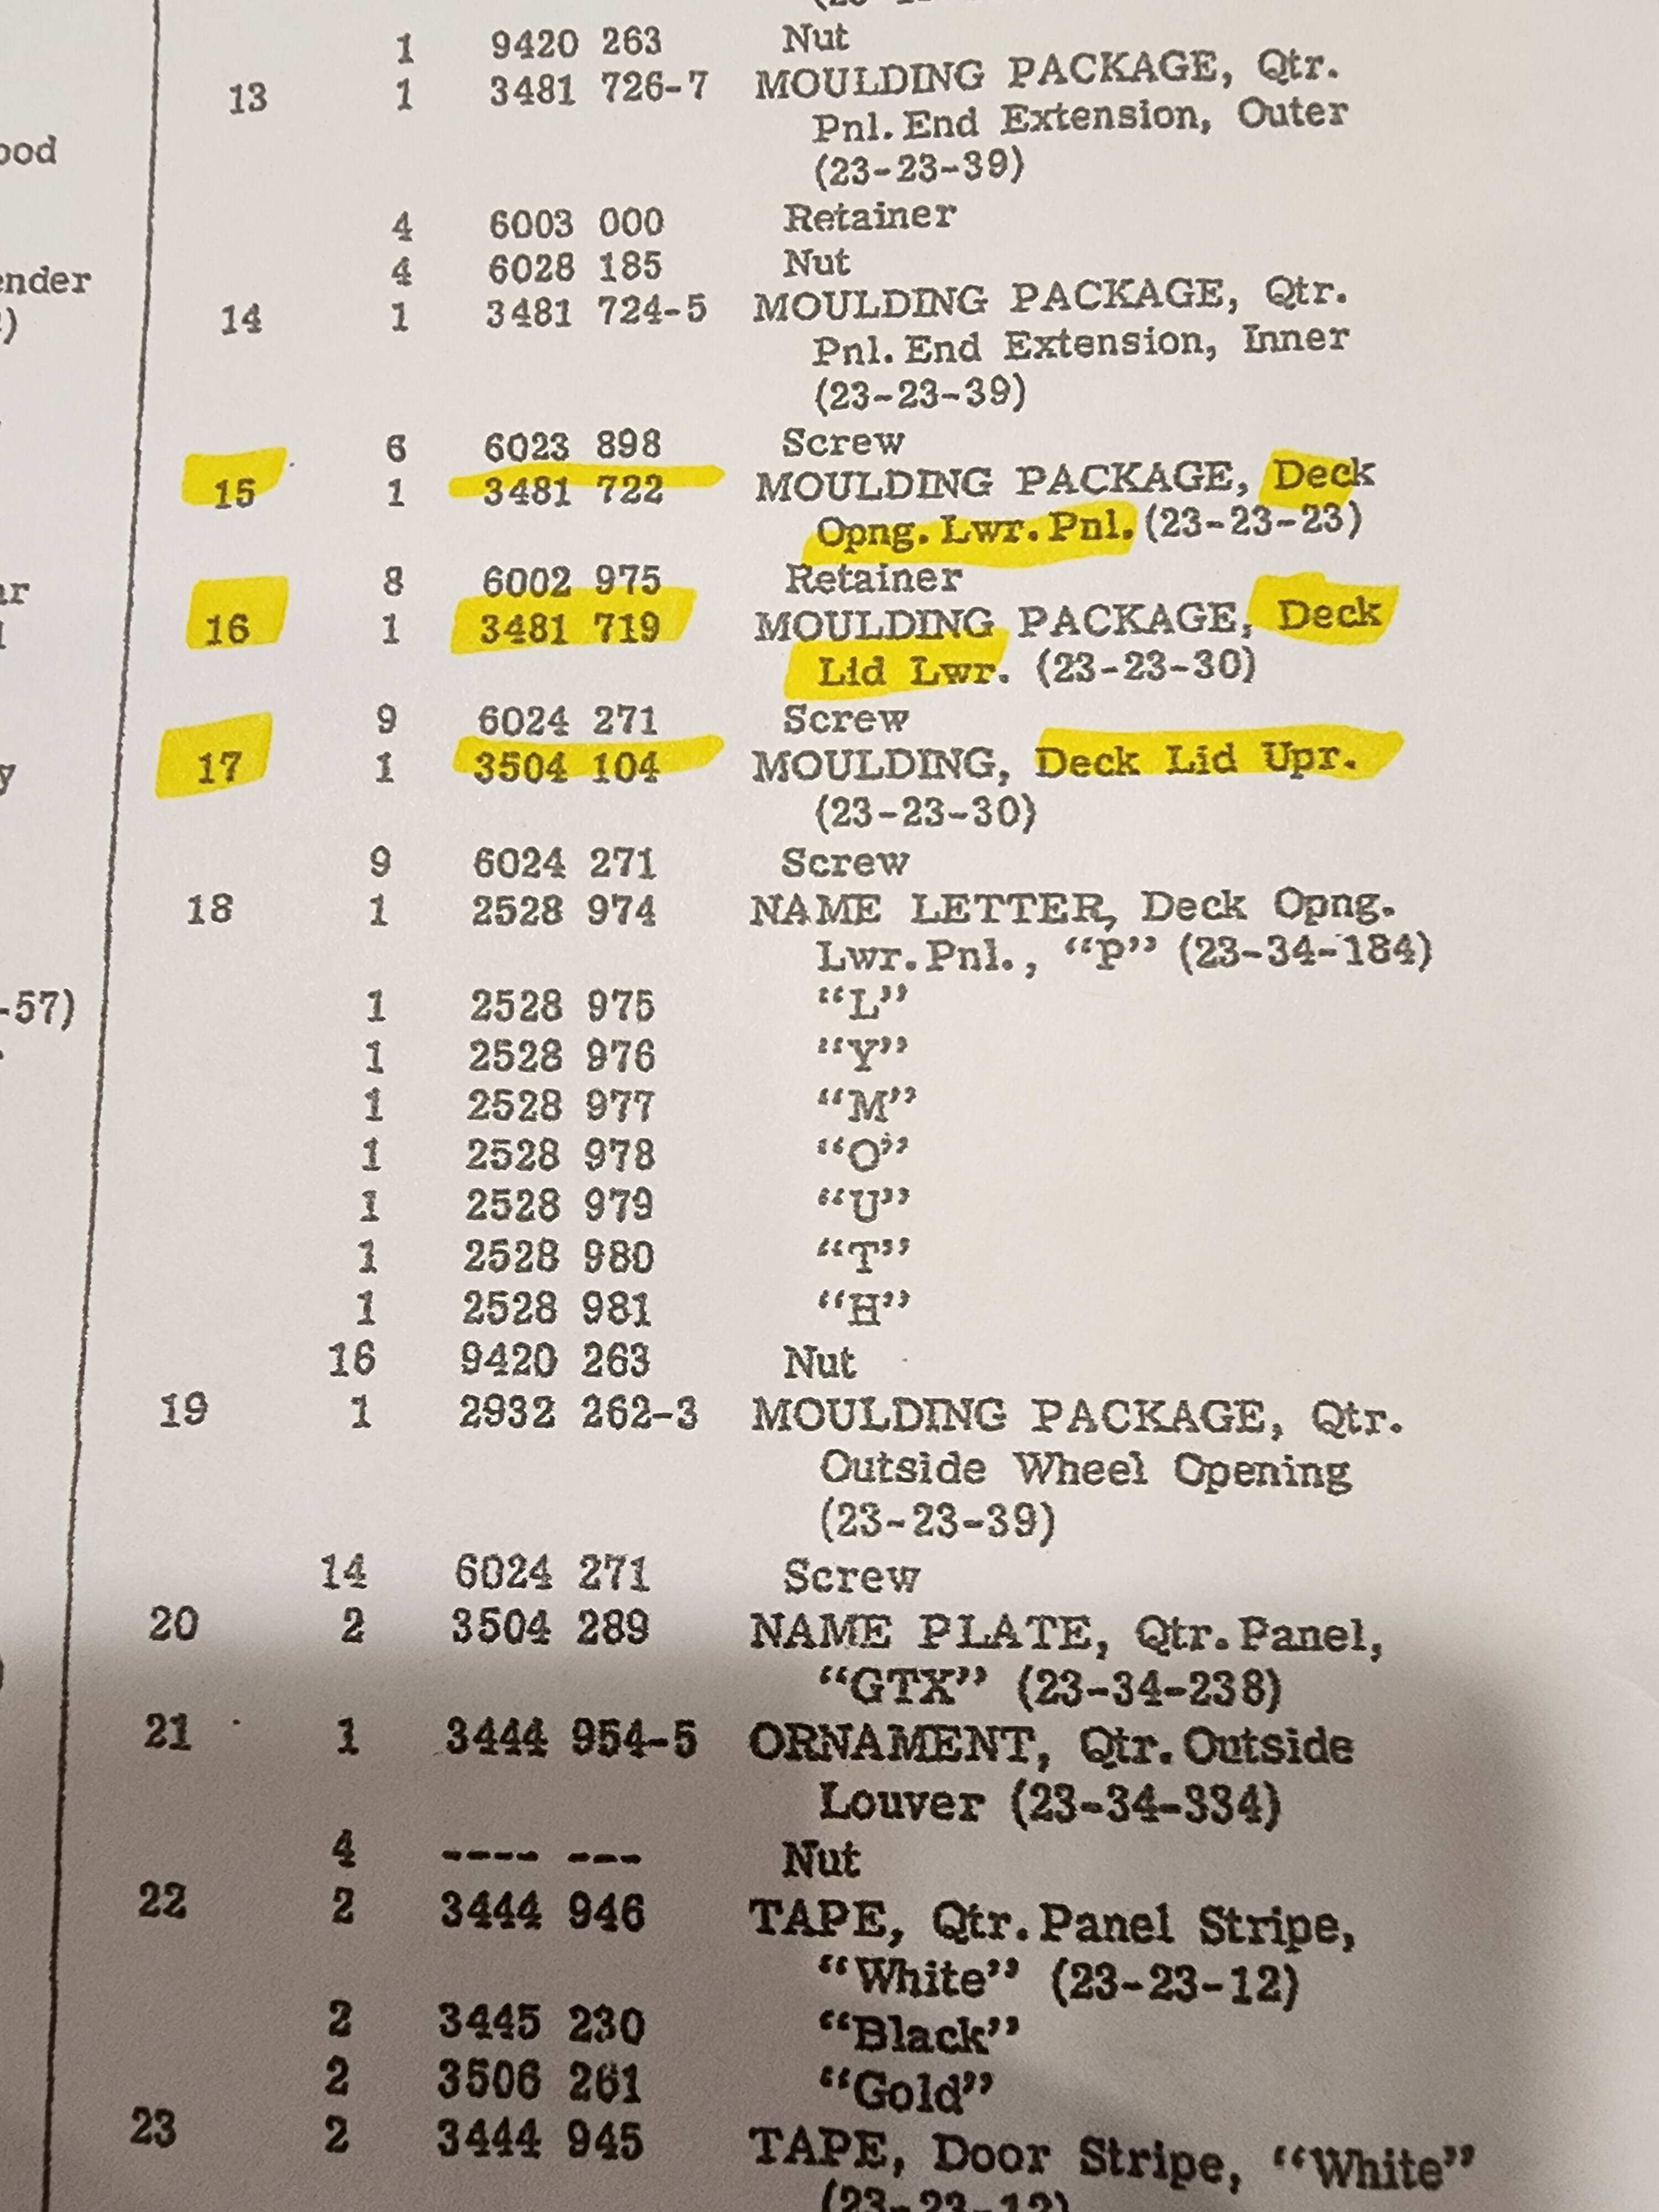 1 9420 263 Nut
13 1 3481 726-7 MOULDING PACKAGE, Qtr.
Pnl. End Extension, Outer
(23-23-39)
4 6003 000 Retainer
4 6028 185 Nut
14 1 3481 724-5 MOULDING PACKAGE, Qtr.
Pnl. End Extension, Inner
(23-23-39)
6 6023 898 Screw
15 1 3481 722 MOULDING PACKAGE, Deck
Opng. Lwr. Pnl. (23-23-23)
8 6002 975 Retainer
16 1 3481 719 MOULDING PACKAGE, Deck
Lid Lwr. (23-23-30)
9 6024 271 Screw
17 1 3504 104 MOULDING, Deck Lid Upr.
(23-23-30)
9 6024 271 Screw
18 1 2528 974 NAME LETTER, Deck Opng.
Lwr. Pnl., “P” (23-34-184)
-57) 1 2528 975 “L”
1 2528 976 “Y”
1 2528 977 “M”
1 2528 978 “O”
1 2528 979 “U”
1 2528 980 “T”
1 2528 981 “H”
16 9420 263 Nut
19 1 2932 262-3 MOULDING PACKAGE, Qtr.
Outside Wheel Opening
(23-23-39)
14 6024 271 Screw
20 2 3504 289 NAME PLATE, Qtr. Panel,
“GTX” (23-34-238)
21 1 3444 954-5 ORNAMENT, Qtr. Outside
Louver (23-34-334)
4 ---- --- Nut
22 2 3444 946 TAPE, Qtr. Panel Stripe,
“White” (23-23-12)
2 3445 230 “Black”
2 3506 261 “Gold”
23 2 3444 945 TAPE, Door Stripe, “White”
(23-23-12)